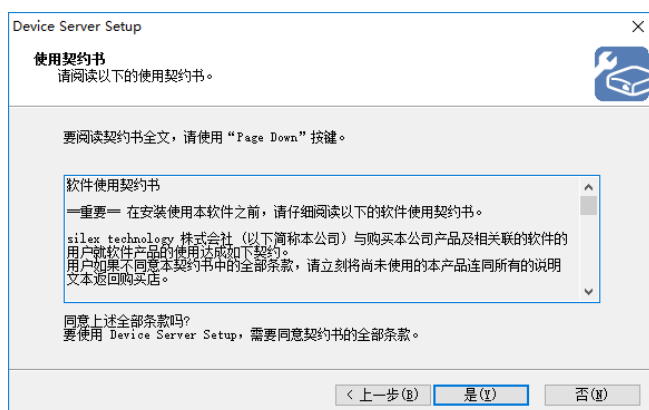 Device Server Setup
使用契约书
请阅读以下的使用契约书。
要阅读契约书全文，请使用“Page Down”按键。
软件使用契约书
═重要═ 在安装使用本软件之前，请仔细阅读以下的软件使用契约书。
silex technology 株式会社 (以下简称本公司) 与购买本公司产品及相关联的软件的
用户就软件产品的使用达成如下契约。
用户如果不同意本契约书中的全部条款，请立刻将尚未使用的本产品连同所有的说明
文本返回购买店。
同意上述全部条款吗?
要使用 Device Server Setup，需要同意契约书的全部条款。
< 上一步(B) 是(Y) 否(N)